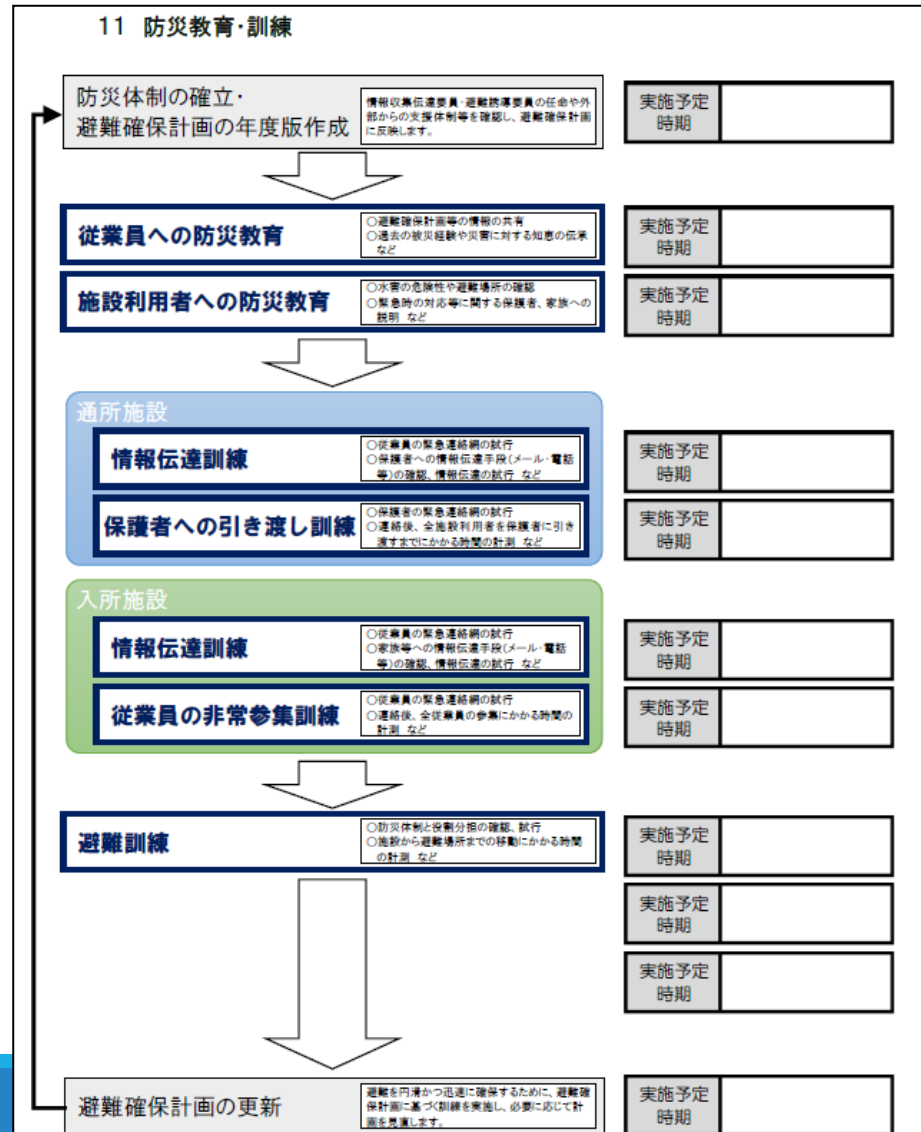 11 防災教育･訓練
防災体制の確立･
避難確保計画の年度版作成
情報収集伝達要員･避難誘導要員の任命や外
部からの支援体制等を確認し、避難確保計画
に反映します。
実施予定
時期
従業員への防災教育
○避難確保計画等の情報の共有
○過去の被災経験や災害に対する知恵の伝承
など
実施予定
時期
施設利用者への防災教育
○水害の危険性や避難場所の確認
○緊急時の対応等に関する保護者、家族への
説明 など
実施予定
時期
通所施設
情報伝達訓練
○従業員の緊急連絡網の試行
○保護者への情報伝達手段(メール･電話
等)の確認、情報伝達の試行 など
実施予定
時期
保護者への引き渡し訓練
○保護者の緊急連絡網の試行
○連絡後、全施設利用者を保護者に引き
渡すまでにかかる時間の計測 など
実施予定
時期
入所施設
情報伝達訓練
○従業員の緊急連絡網の試行
○家族等への情報伝達手段(メール･電話
等)の確認、情報伝達の試行 など
実施予定
時期
従業員の非常参集訓練
○従業員の緊急連絡網の試行
○連絡後、全従業員の参集にかかる時間の
計測 など
実施予定
時期
避難訓練
○防災体制と役割分担の確認、試行
○施設から避難場所までの移動にかかる時間
の計測 など
実施予定
時期
実施予定
時期
実施予定
時期
避難確保計画の更新
避難を円滑かつ迅速に確保するために、避難確
保計画に基づく訓練を実施し、必要に応じて計
画を見直します。
実施予定
時期